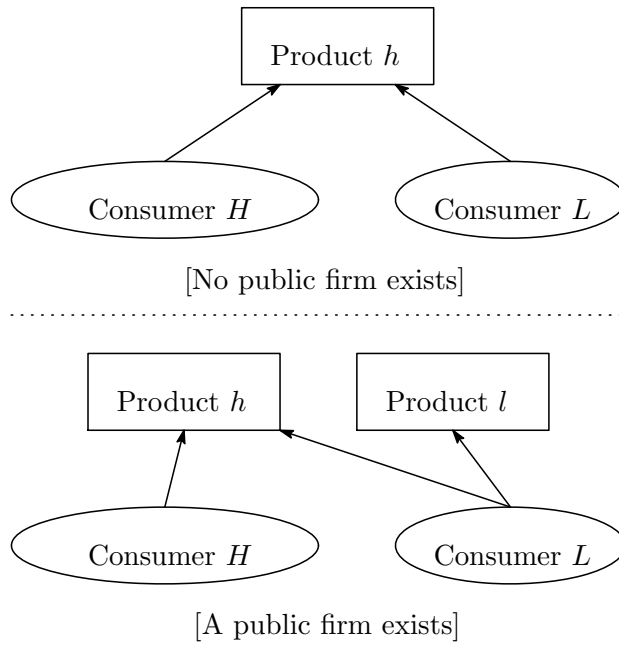 Product h
Consumer H Consumer L
[No public firm exists]
Product h Product l
Consumer H Consumer L
[A public firm exists]